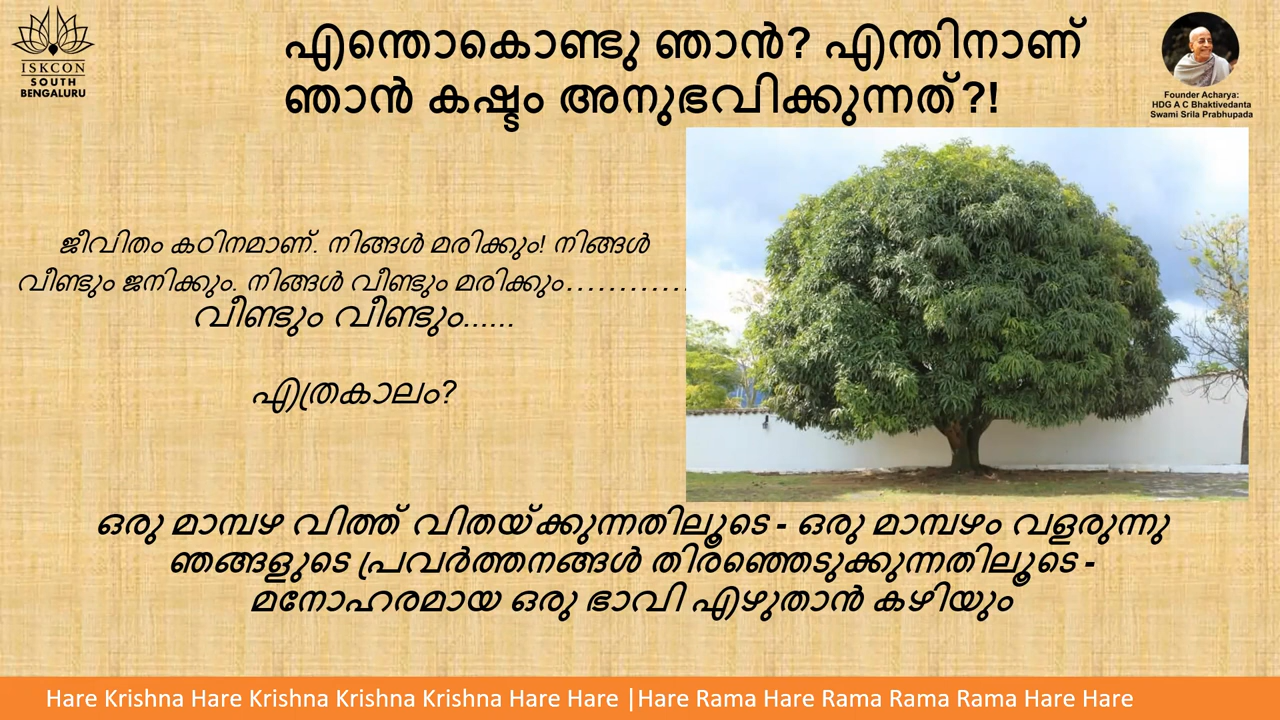 ISKCON
SOUTH
BENGALURU
എന്തൊകൊണ്ടു ഞാൻ? എന്തിനാണ്
ഞാൻ കഷ്ടം അനുഭവിക്കുന്നത്?!
Founder Acharya:
HDG A C Bhaktivedanta
Swami Srila Prabhupada
ജീവിതം കഠിനമാണ്. നിങ്ങൾ മരിക്കും! നിങ്ങൾ
വീണ്ടും ജനിക്കും. നിങ്ങൾ വീണ്ടും മരിക്കും............
വീണ്ടും വീണ്ടും......
എത്രകാലം?
ഒരു മാമ്പഴ വിത്ത് വിതയ്ക്കുന്നതിലൂടെ - ഒരു മാമ്പഴം വളരുന്നു
ഞങ്ങളുടെ പ്രവർത്തനങ്ങൾ തിരഞ്ഞെടുക്കുന്നതിലൂടെ -
മനോഹരമായ ഒരു ഭാവി എഴുതാൻ കഴിയും
Hare Krishna Hare Krishna Krishna Krishna Hare Hare |Hare Rama Hare Rama Rama Rama Hare Hare